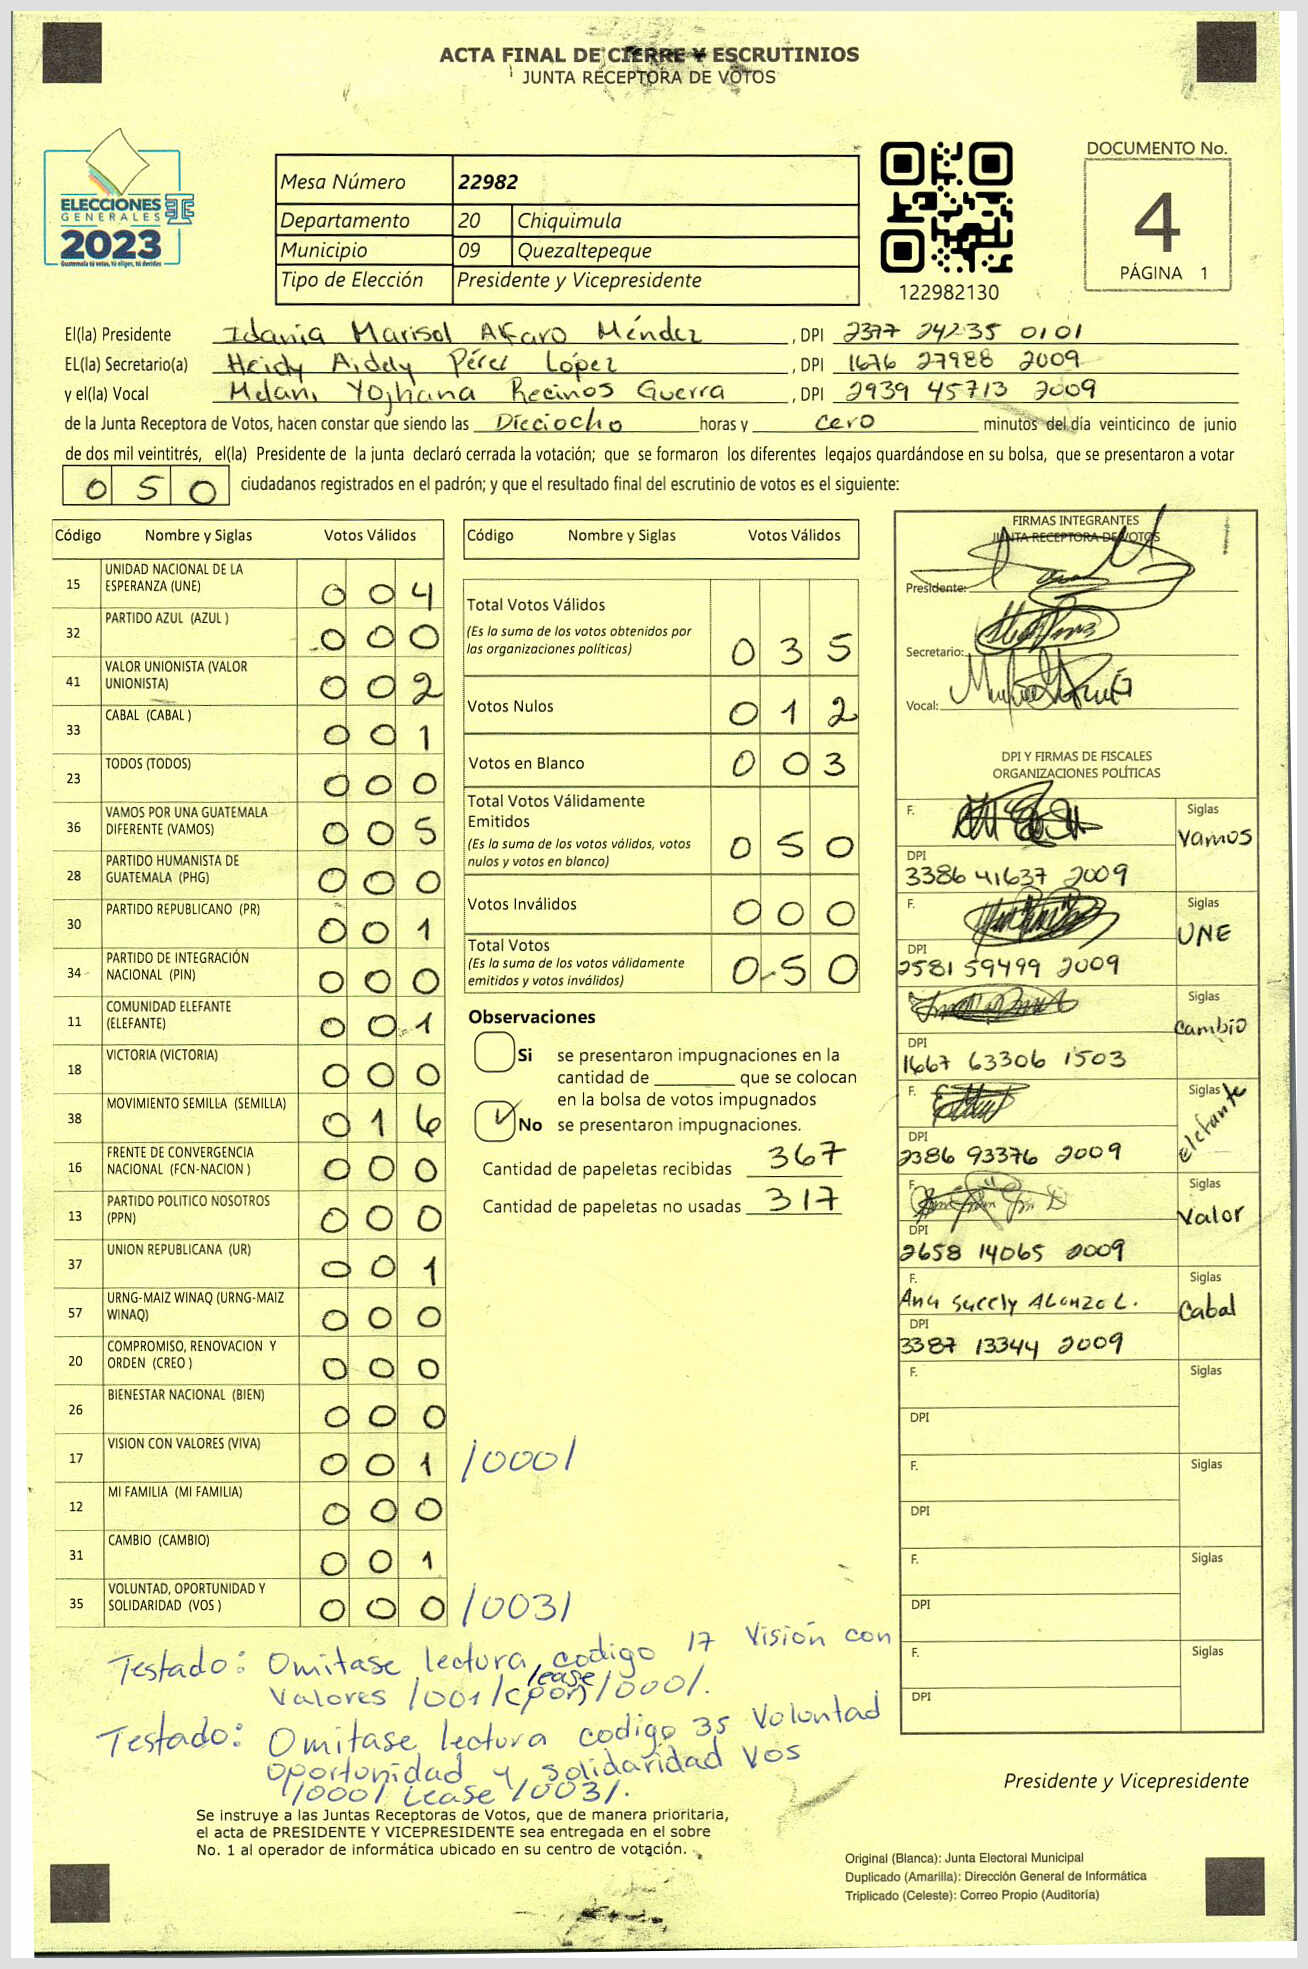 ACTA FINAL DE CIERRE Y ESCRUTINIOS
JUNTA RECEPTORA DE VOTOS
ELECCIONES
GENERALES
2023
Guatemala tú votas, tú eliges, tú decides
Mesa Número 22982
Departamento 20 Chiquimula
Municipio 09 Quezaltepeque
Tipo de Elección Presidente y Vicepresidente
122982130
DOCUMENTO No.
4
PÁGINA 1
El(la) Presidente Idania Marisol Alfaro Méndez, DPI 2377 24235 0101
EL(la) Secretario(a) Heidy Aidely Pérez López, DPI 1676 27988 2009
y el(la) Vocal Melani Yojhana Recinos Guerra, DPI 2939 45713 2009
de la Junta Receptora de Votos, hacen constar que siendo las Dieciocho horas y cero minutos del día veinticinco de junio
de dos mil veintitrés, el(la) Presidente de la junta declaró cerrada la votación; que se formaron los diferentes legajos quardándose en su bolsa, que se presentaron a votar
0 5 0 ciudadanos registrados en el padrón; y que el resultado final del escrutinio de votos es el siguiente:
Código Nombre y Siglas Votos Válidos
15 UNIDAD NACIONAL DE LA ESPERANZA (UNE) 0 0 4
32 PARTIDO AZUL (AZUL ) 0 0 0
41 VALOR UNIONISTA (VALOR UNIONISTA) 0 0 2
33 CABAL (CABAL ) 0 0 1
23 TODOS (TODOS) 0 0 0
36 VAMOS POR UNA GUATEMALA DIFERENTE (VAMOS) 0 0 5
28 PARTIDO HUMANISTA DE GUATEMALA (PHG) 0 0 0
30 PARTIDO REPUBLICANO (PR) 0 0 1
34 PARTIDO DE INTEGRACIÓN NACIONAL (PIN) 0 0 0
11 COMUNIDAD ELEFANTE (ELEFANTE) 0 0 1
18 VICTORIA (VICTORIA) 0 0 0
38 MOVIMIENTO SEMILLA (SEMILLA) 0 1 6
16 FRENTE DE CONVERGENCIA NACIONAL (FCN-NACION ) 0 0 0
13 PARTIDO POLITICO NOSOTROS (PPN) 0 0 0
37 UNION REPUBLICANA (UR) 0 0 1
57 URNG-MAIZ WINAQ (URNG-MAIZ WINAQ) 0 0 0
20 COMPROMISO, RENOVACION Y ORDEN (CREO ) 0 0 0
26 BIENESTAR NACIONAL (BIEN) 0 0 0
17 VISION CON VALORES (VIVA) 0 0 1 /000/
12 MI FAMILIA (MI FAMILIA) 0 0 0
31 CAMBIO (CAMBIO) 0 0 1
35 VOLUNTAD, OPORTUNIDAD Y SOLIDARIDAD (VOS ) 0 0 0 /003/
Código Nombre y Siglas Votos Válidos
Total Votos Válidos 0 3 5
(Es la suma de los votos obtenidos por
las organizaciones políticas)
Votos Nulos 0 1 2
Votos en Blanco 0 0 3
Total Votos Válidamente
Emitidos 0 5 0
(Es la suma de los votos válidos, votos
nulos y votos en blanco)
Votos Inválidos 0 0 0
Total Votos 0 5 0
(Es la suma de los votos válidamente
emitidos y votos inválidos)
Observaciones
Si se presentaron impugnaciones en la
cantidad de ________ que se colocan
en la bolsa de votos impugnados
No se presentaron impugnaciones.
Cantidad de papeletas recibidas 367
Cantidad de papeletas no usadas 317
FIRMAS INTEGRANTES
JUNTA RECEPTORA DE VOTOS
Presidente:
Secretario:
Vocal:
DPI Y FIRMAS DE FISCALES
ORGANIZACIONES POLÍTICAS
F. Siglas
Vamos
DPI
3386 41637 2009
F. Siglas
UNE
DPI
2581 59499 2009
Siglas
Cambio
DPI
1667 63306 1503
F. Siglas
elefante
DPI
2386 93376 2009
F. Siglas
Valor
DPI
2658 14065 2009
F. Siglas
Ana Succly Alonzo L. Cabal
DPI
3387 13344 2009
F. Siglas
DPI
F. Siglas
DPI
F. Siglas
DPI
F. Siglas
DPI
Testado: Omitase lectura codigo 17 Visión con
Valores /001/ lease /000/.
Testado: Omitase lectura codigo 35 Voluntad
oportunidad y solidaridad Vos
/000/ Lease /003/.
Presidente y Vicepresidente
Se instruye a las Juntas Receptoras de Votos, que de manera prioritaria,
el acta de PRESIDENTE Y VICEPRESIDENTE sea entregada en el sobre
No. 1 al operador de informática ubicado en su centro de votación.
Original (Blanca): Junta Electoral Municipal
Duplicado (Amarilla): Dirección General de Informática
Triplicado (Celeste): Correo Propio (Auditoría)